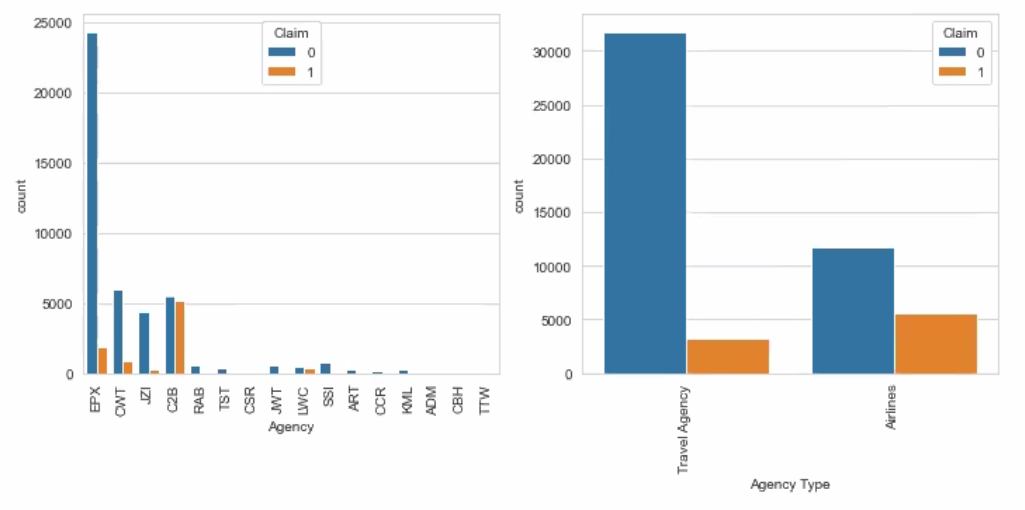 Claim
0
1
25000
20000
15000
10000
5000
0
count
EPX
CWT
JZI
C2B
RAB
TST
CSR
JWT
LWC
SSI
ART
CCR
KML
ADM
CBH
TTW
Agency
Claim
0
1
30000
25000
20000
15000
10000
5000
0
count
Travel Agency
Airlines
Agency Type